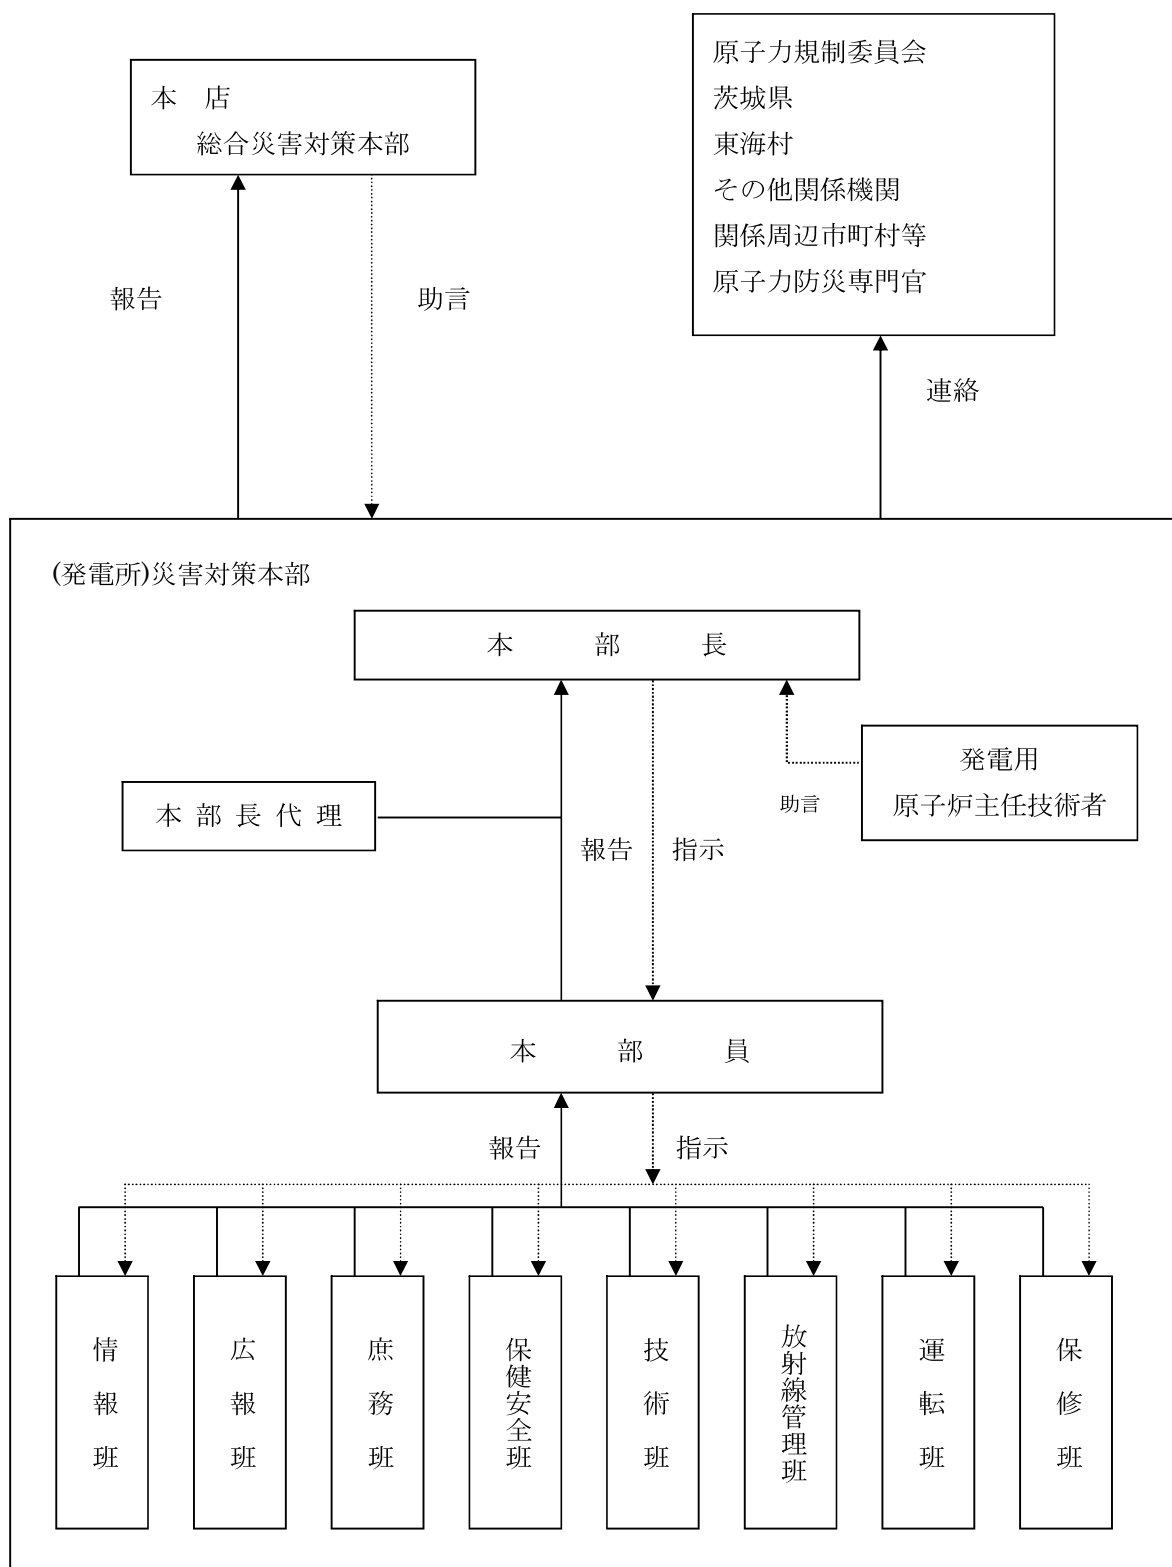 原子力規制委員会
茨城県
東海村
その他関係機関
関係周辺市町村等
原子力防災専門官
本　店
総合災害対策本部
報告
助言
連絡
(発電所)災害対策本部
本　部　長
発電用
原子炉主任技術者
助言
本部長代理
報告
指示
本　部　員
報告
指示
情報班
広報班
庶務班
保健安全班
技術班
放射線管理班
運転班
保修班